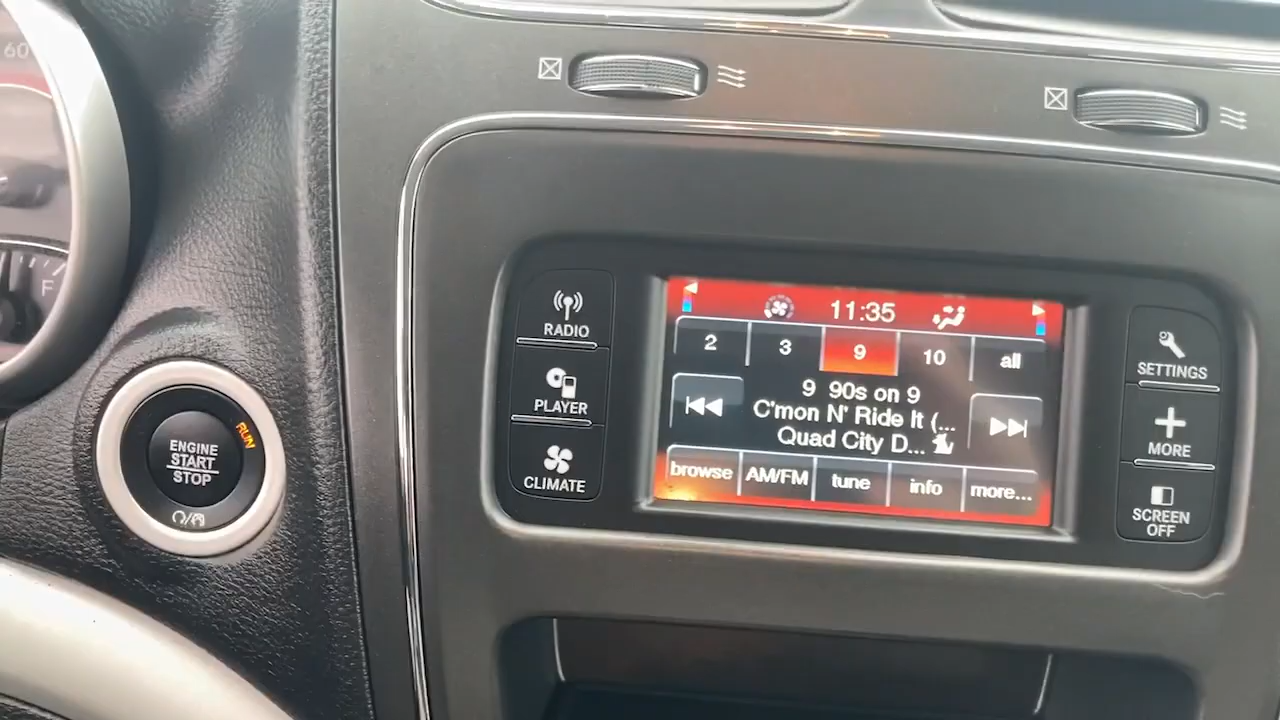 60
F
ENGINE
START
STOP
RUN
RADIO
PLAYER
CLIMATE
11:35
2 3 9 10 all
9 90s on 9
C'mon N' Ride It (...
Quad City D...
browse AM/FM tune info more...
SETTINGS
MORE
SCREEN
OFF